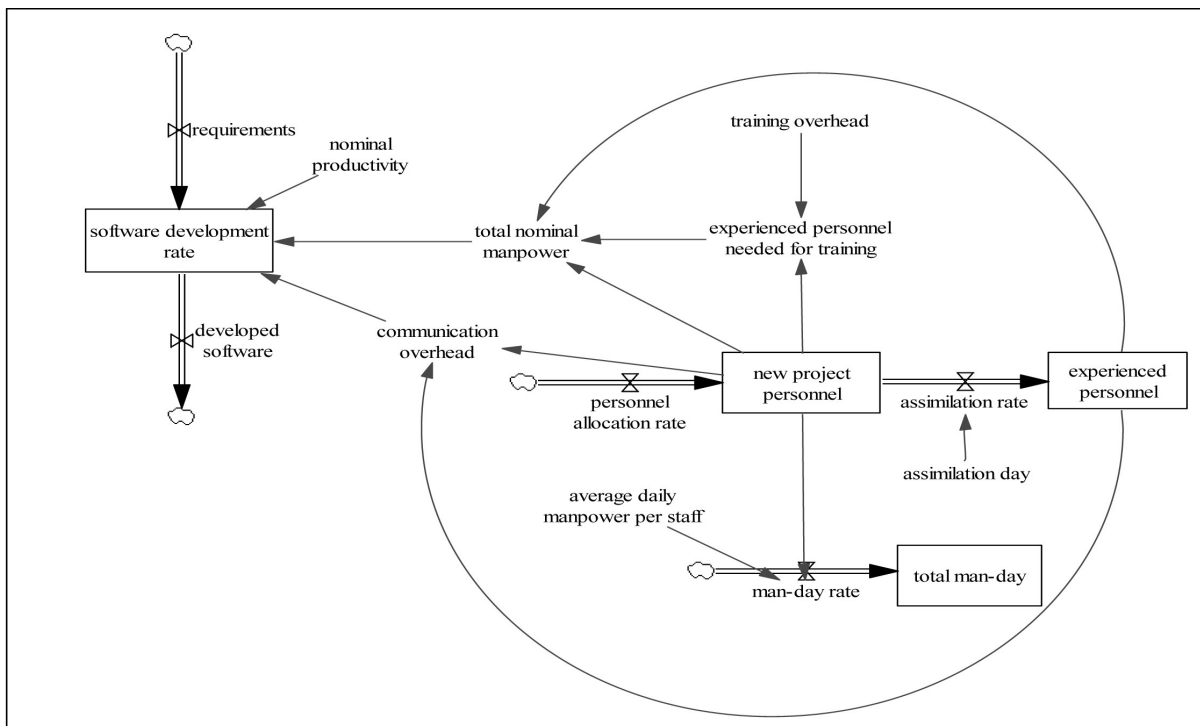 requirements
nominal
productivity
training overhead
software development
rate
total nominal
manpower
experienced personnel
needed for training
developed
software
communication
overhead
new project
personnel
experienced
personnel
personnel
allocation rate
assimilation rate
assimilation day
average daily
manpower per staff
man-day rate
total man-day